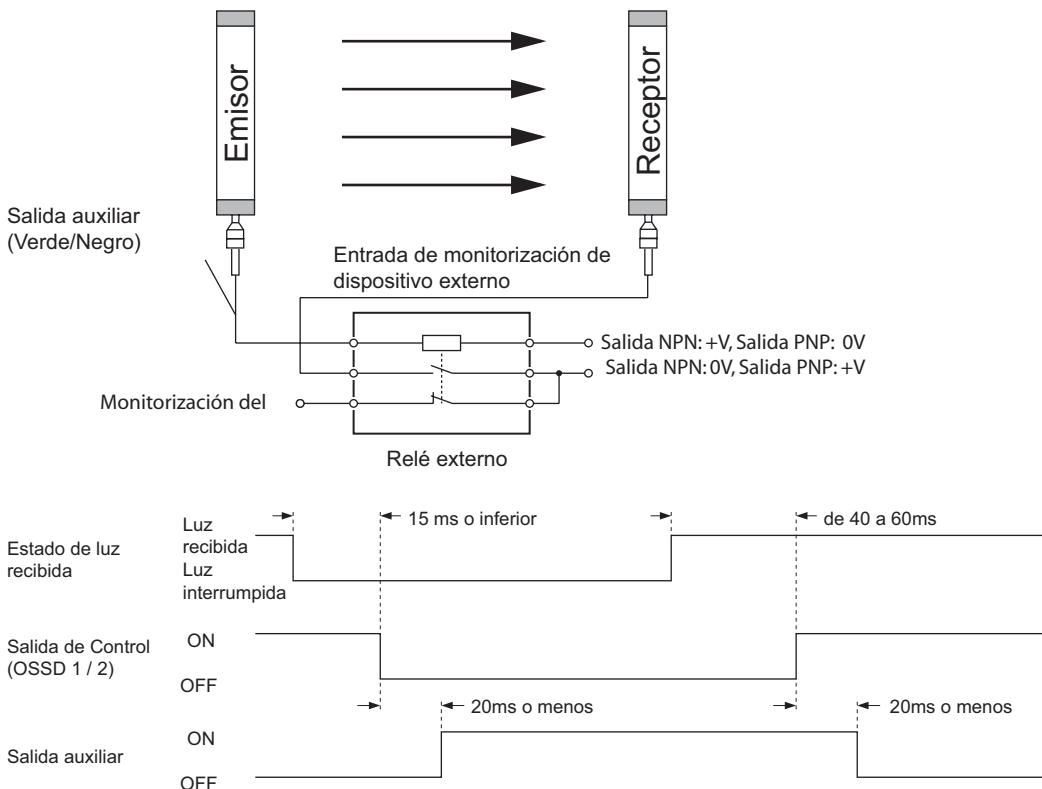 Emisor
Receptor
Salida auxiliar
(Verde/Negro)
Entrada de monitorización de
dispositivo externo
Salida NPN: +V, Salida PNP: 0V
Salida NPN: 0V, Salida PNP: +V
Monitorización del
Relé externo
Estado de luz
recibida
Luz
recibida
Luz
interrumpida
15 ms o inferior
de 40 a 60ms
Salida de Control
(OSSD 1 / 2)
ON
OFF
20ms o menos
20ms o menos
Salida auxiliar
ON
OFF